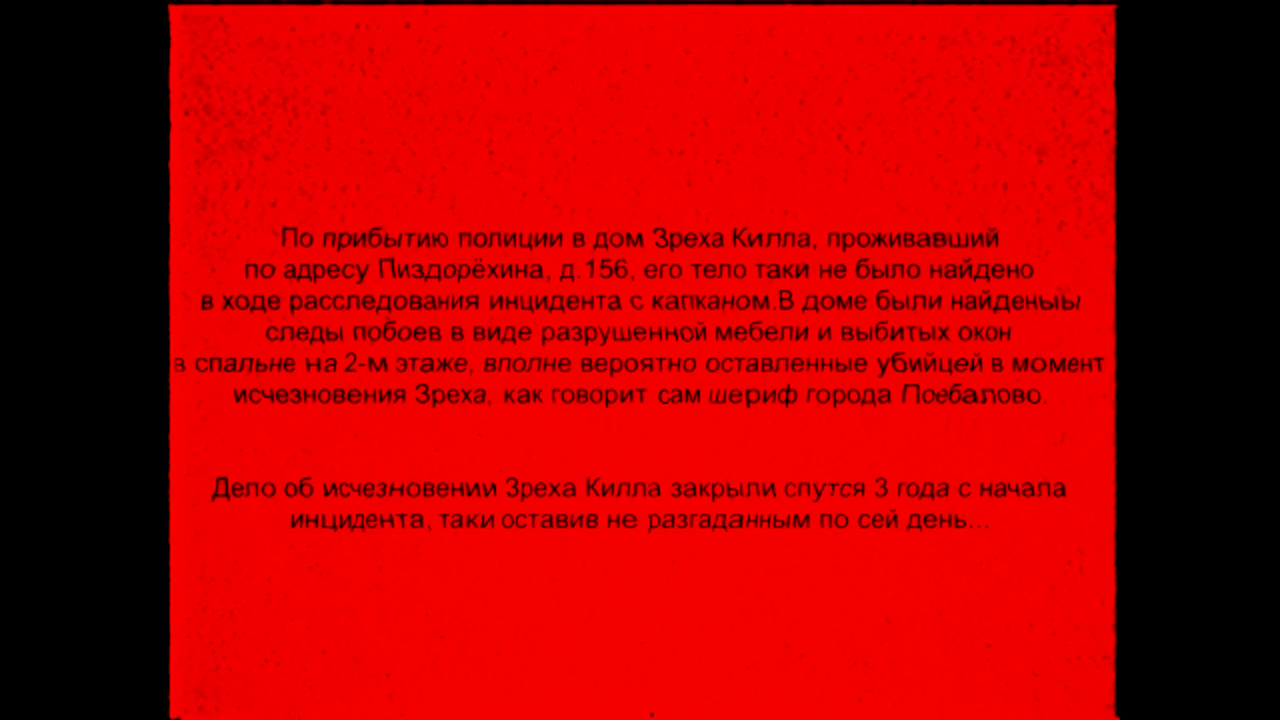 По прибытию полиции в дом Зреха Килла, проживавший
по адресу Пиздорёхина, д.156, его тело таки не было найдено
в ходе расследования инцидента с капканом.В доме были найденыы
следы побоев в виде разрушенной мебели и выбитых окон
в спальне на 2-м этаже, вполне вероятно оставленные убийцей в момент
исчезновения Зреха, как говорит сам шериф города Поебалово.
Дело об исчезновении Зреха Килла закрыли спутся 3 года с начала
инцидента, таки оставив не разгаданным по сей день...